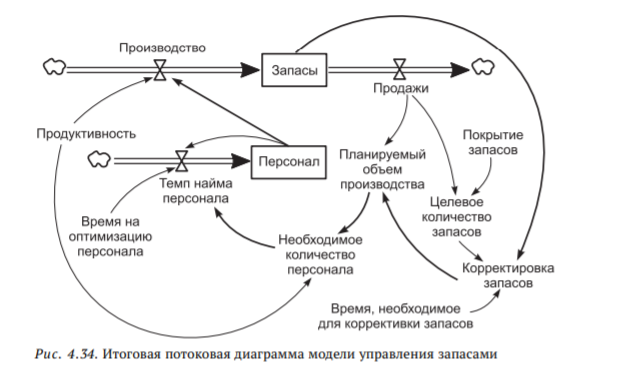 Производство
Запасы
Продажи
Продуктивность
Персонал
Планируемый
объем
производства
Покрытие
запасов
Темп найма
персонала
Целевое
количество
запасов
Время на
оптимизацию
персонала
Необходимое
количество
персонала
Корректировка
запасов
Время, необходимое
для коррективки запасов
Рис. 4.34. Итоговая потоковая диаграмма модели управления запасами